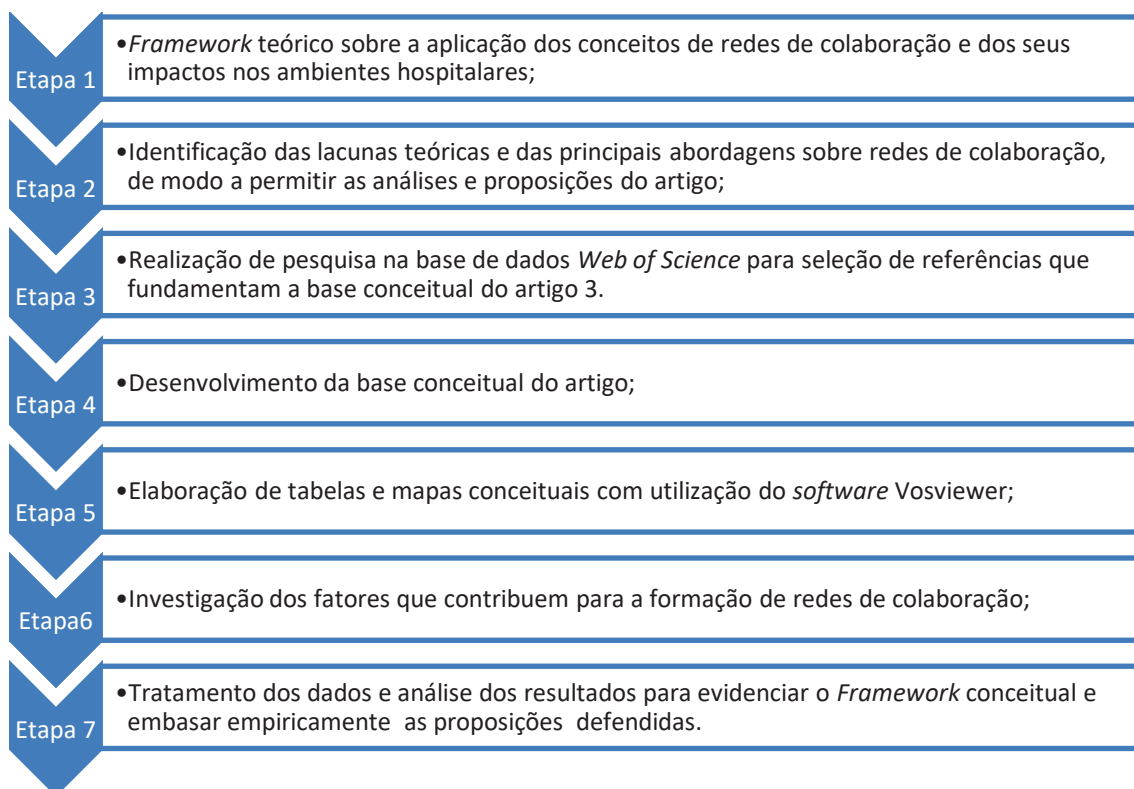 Etapa 1
•Framework teórico sobre a aplicação dos conceitos de redes de colaboração e dos seus
impactos nos ambientes hospitalares;
Etapa 2
•Identificação das lacunas teóricas e das principais abordagens sobre redes de colaboração,
de modo a permitir as análises e proposições do artigo;
Etapa 3
•Realização de pesquisa na base de dados Web of Science para seleção de referências que
fundamentam a base conceitual do artigo 3.
Etapa 4
•Desenvolvimento da base conceitual do artigo;
Etapa 5
•Elaboração de tabelas e mapas conceituais com utilização do software Vosviewer;
Etapa6
•Investigação dos fatores que contribuem para a formação de redes de colaboração;
Etapa 7
•Tratamento dos dados e análise dos resultados para evidenciar o Framework conceitual e
embasar empiricamente as proposições defendidas.